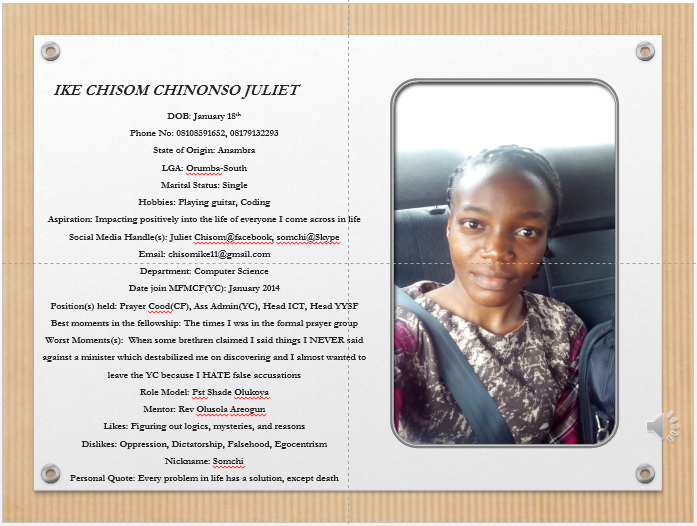 IKE CHISOM CHINONSO JULIET
DOB: January 18th
Phone No: 08108591652, 08179132293
State of Origin: Anambra
LGA: Orumba-South
Marital Status: Single
Hobbies: Playing guitar, Coding
Aspiration: Impacting positively into the life of everyone I come across in life
Social Media Handle(s): Juliet Chisom@facebook, somchi@Skype
Email: chisomike11@gmail.com
Department: Computer Science
Date join MFMCF(YC): January 2014
Position(s) held: Prayer Cood(CF), Ass Admin(YC), Head ICT, Head YYSF
Best moments in the fellowship: The times I was in the formal prayer group
Worst Moments(s): When some brethren claimed I said things I NEVER said
against a minister which destabilized me on discovering and I almost wanted to
leave the YC because I HATE false accusations
Role Model: Pst Shade Olukoya
Mentor: Rev Olusola Areogun
Likes: Figuring out logics, mysteries, and reasons
Dislikes: Oppression, Dictatorship, Falsehood, Egocentrism
Nickname: Somchi
Personal Quote: Every problem in life has a solution, except death